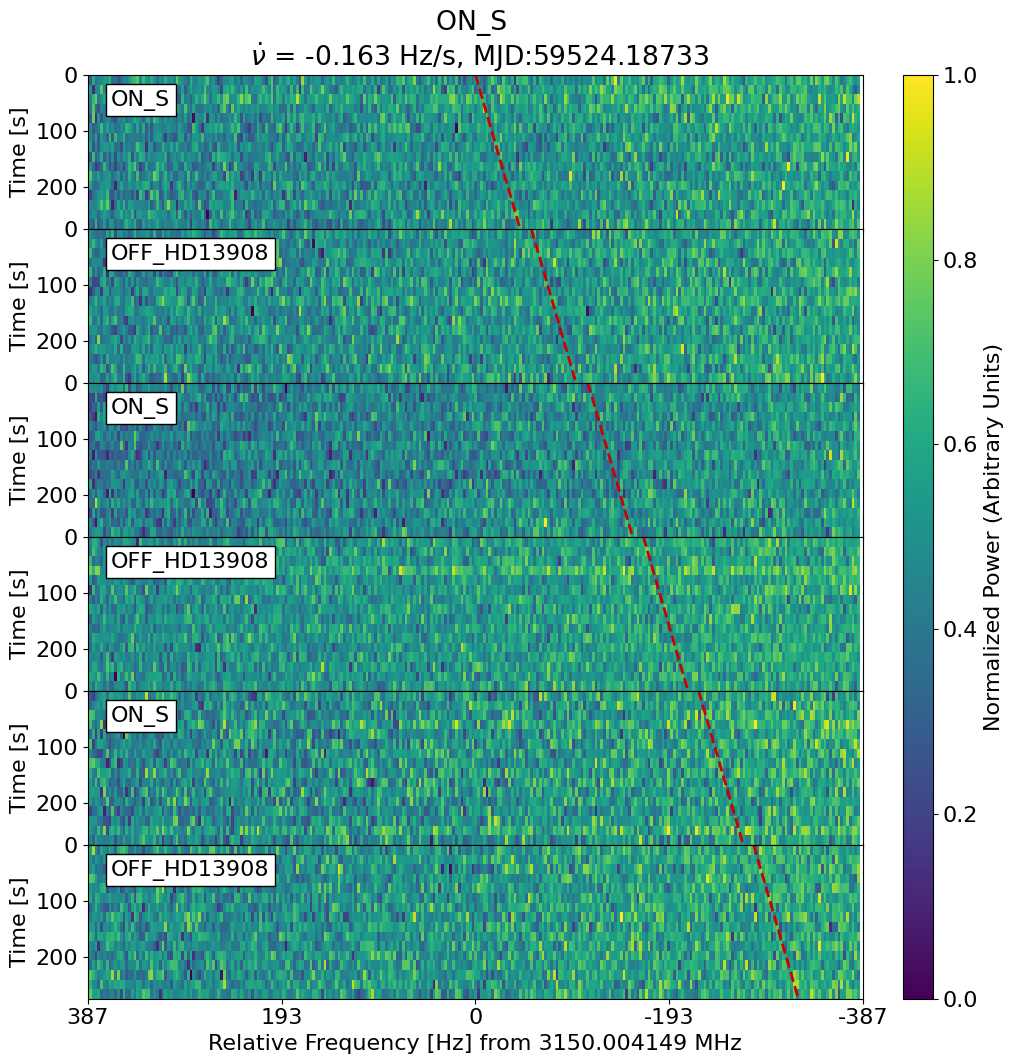 ON_S
ν̇ = -0.163 Hz/s, MJD:59524.18733
0
100
200
Time [s]
ON_S
0
100
200
Time [s]
OFF_HD13908
0
100
200
Time [s]
ON_S
0
100
200
Time [s]
OFF_HD13908
0
100
200
Time [s]
ON_S
0
100
200
Time [s]
OFF_HD13908
387
193
0
-193
-387
Relative Frequency [Hz] from 3150.004149 MHz
1.0
0.8
0.6
0.4
0.2
0.0
Normalized Power (Arbitrary Units)